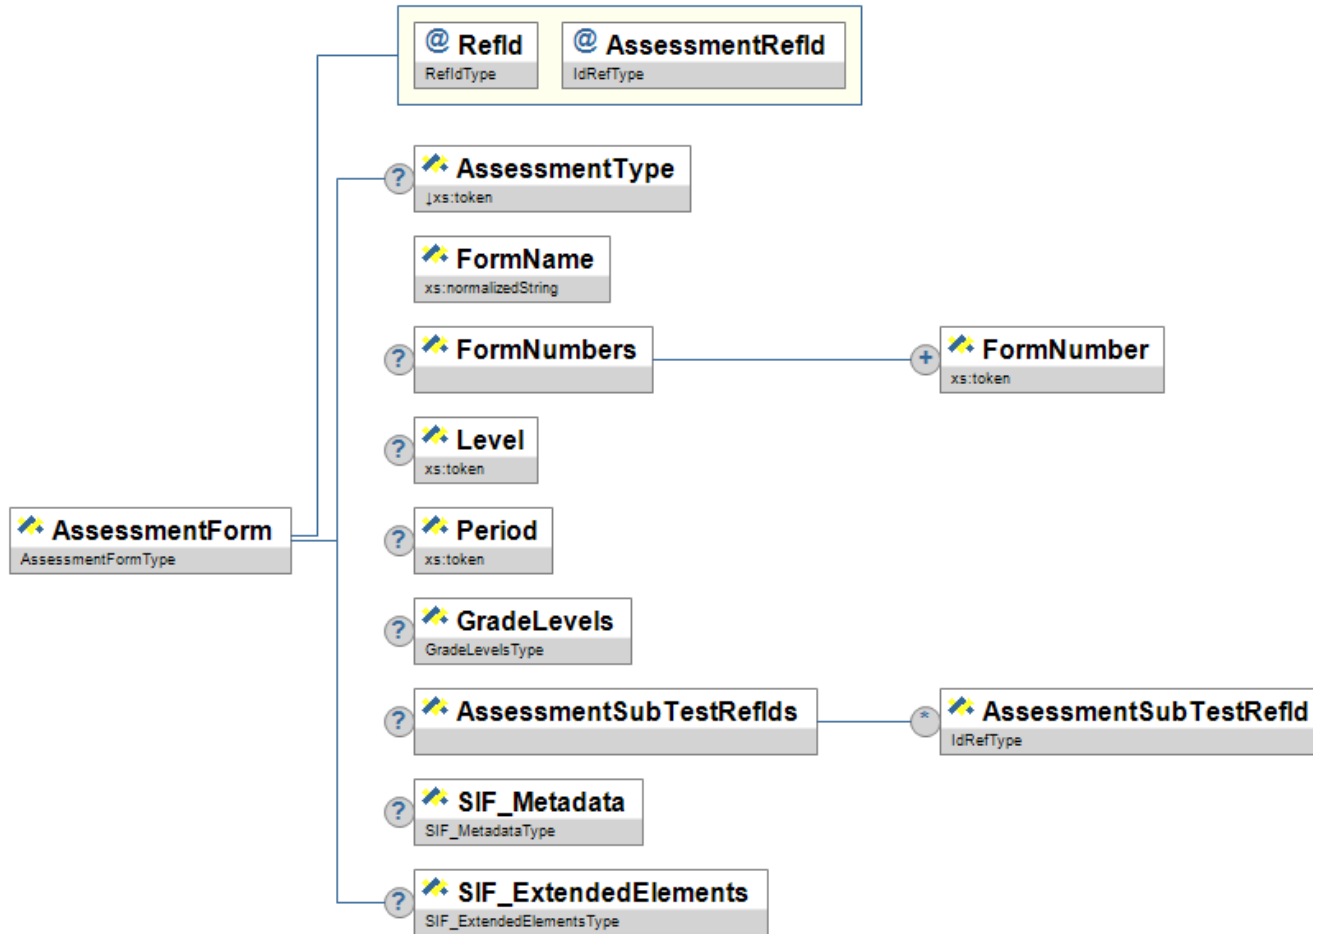 @ RefId
RefIdType
@ AssessmentRefId
IdRefType
? AssessmentType
↓xs:token
FormName
xs:normalizedString
? FormNumbers
+ FormNumber
xs:token
? Level
xs:token
AssessmentForm
AssessmentFormType
? Period
xs:token
? GradeLevels
GradeLevelsType
? AssessmentSubTestRefIds
* AssessmentSubTestRefId
IdRefType
? SIF_Metadata
SIF_MetadataType
? SIF_ExtendedElements
SIF_ExtendedElementsType